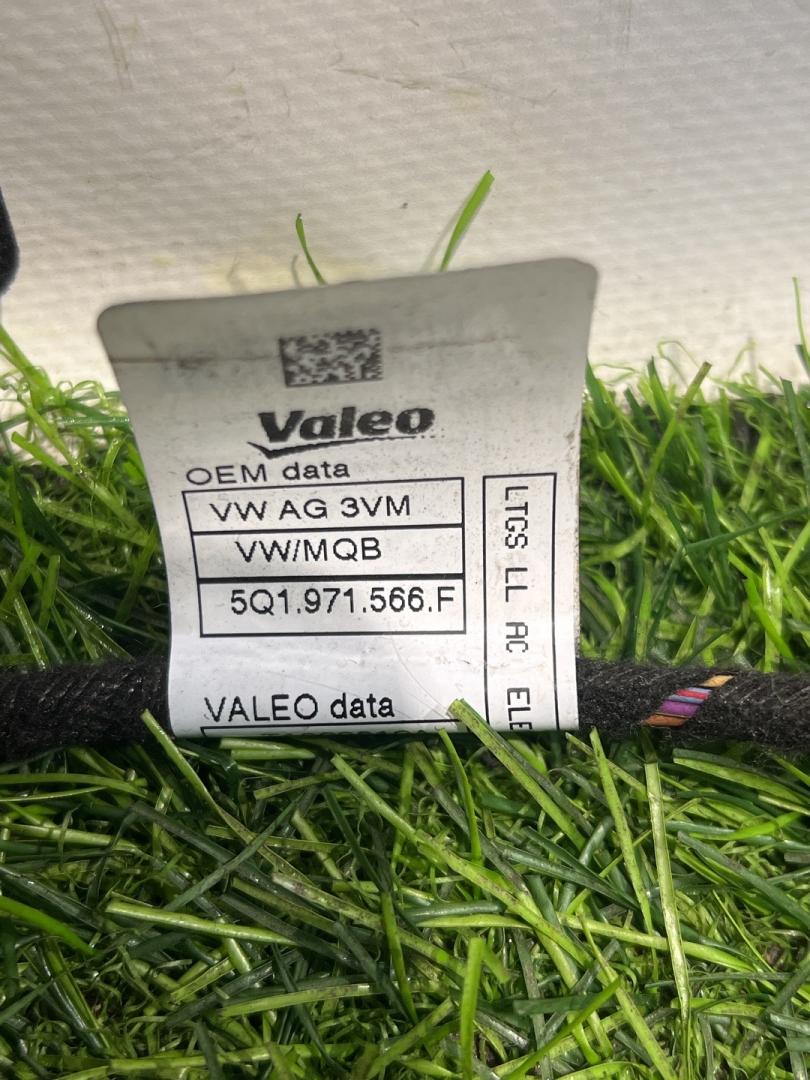 Valeo
OEM data
VW AG 3VM
VW/MQB
5Q1.971.566.F
VALEO data
LTGS LL AC ELE